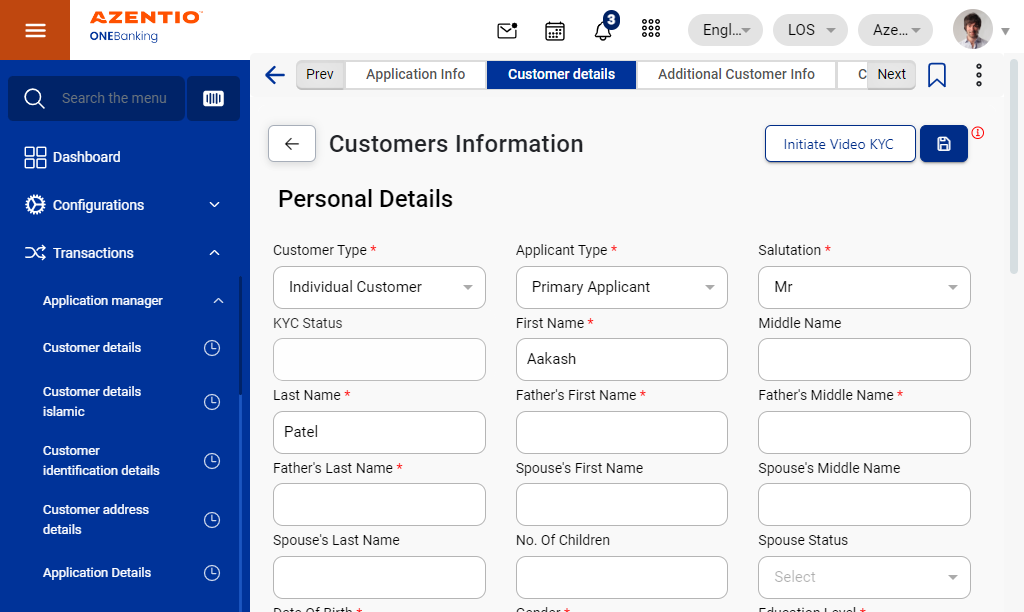 AZENTIO
ONEBanking
3
Engl...
LOS
Aze...
Search the menu
Dashboard
Configurations
Transactions
Application manager
Customer details
Customer details
islamic
Customer
identification details
Customer address
details
Application Details
Prev
Application Info
Customer details
Additional Customer Info
C
Next
Customers Information
Initiate Video KYC
Personal Details
Customer Type *
Applicant Type *
Salutation *
Individual Customer
Primary Applicant
Mr
KYC Status
First Name *
Middle Name
Aakash
Last Name *
Father's First Name *
Father's Middle Name *
Patel
Father's Last Name *
Spouse's First Name
Spouse's Middle Name
Spouse's Last Name
No. Of Children
Spouse Status
Select
Date Of Birth *
Gender *
Education Level *